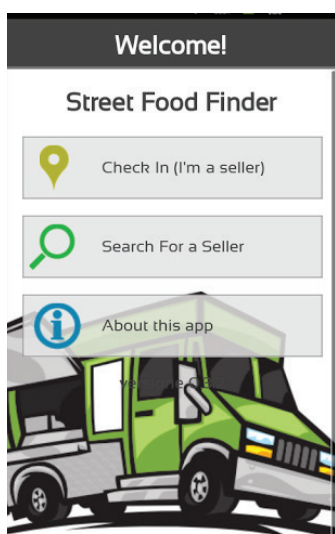 Welcome!
Street Food Finder
Check In (I'm a seller)
Search For a Seller
About this app